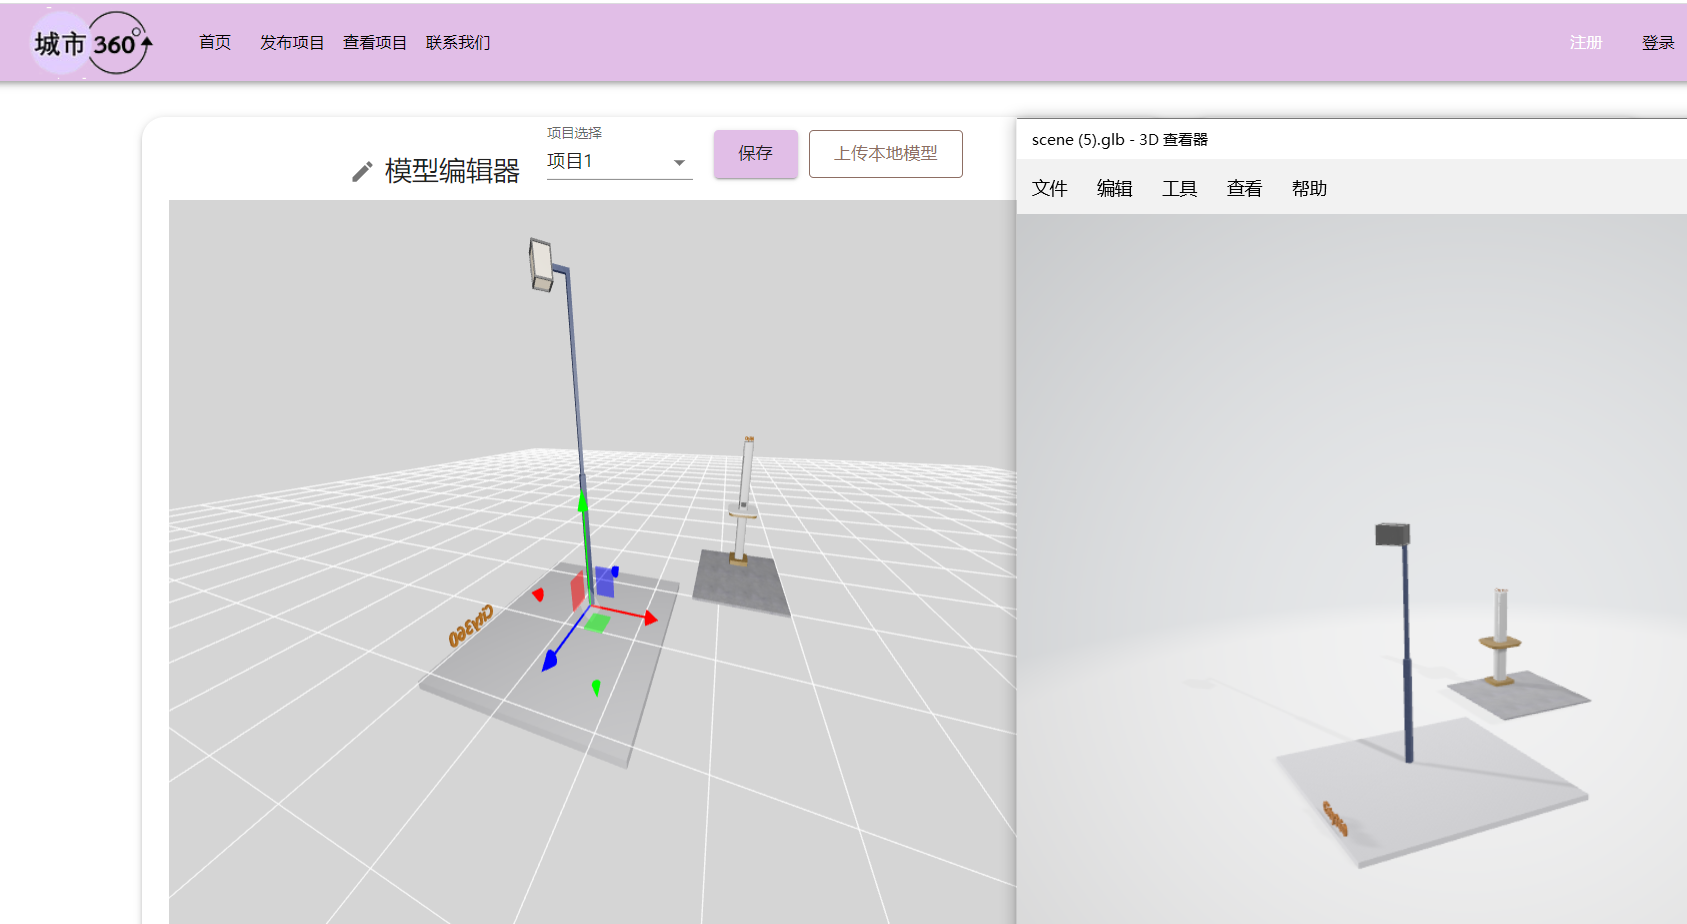 城市 360°
首页 发布项目 查看项目 联系我们 注册 登录
项目选择
模型编辑器 项目1 保存 上传本地模型
scene (5).glb - 3D 查看器
文件 编辑 工具 查看 帮助
City360